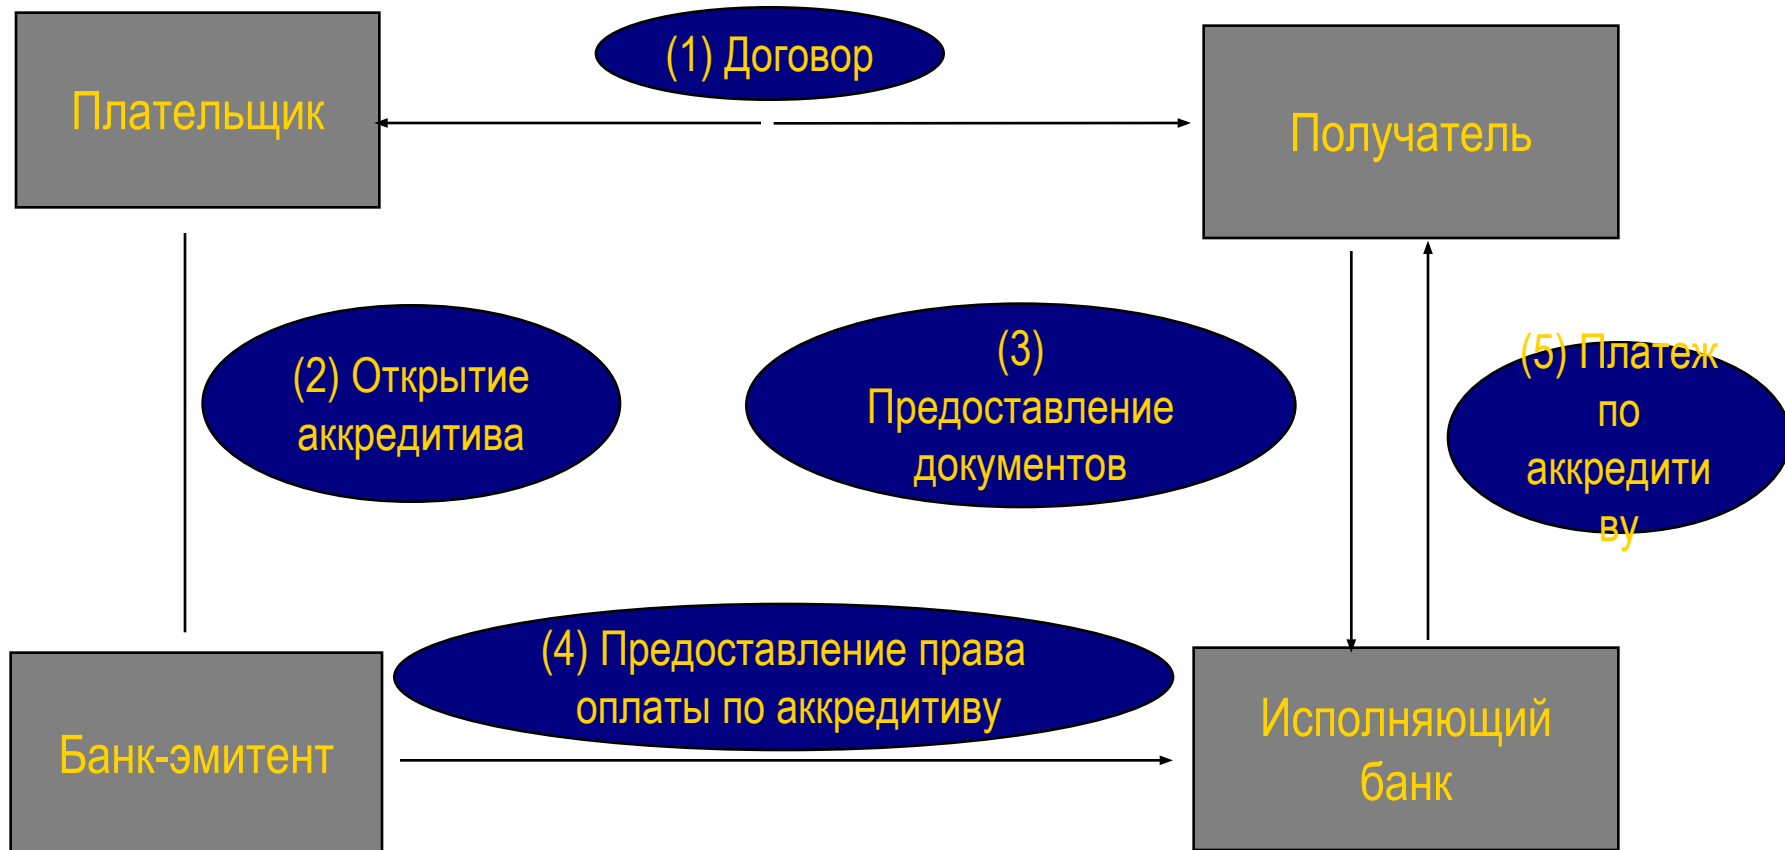 (1) Договор
Плательщик
Получатель
(2) Открытие
аккредитива
(3)
Предоставление
документов
(5) Платеж
по
аккредити
ву
(4) Предоставление права
оплаты по аккредитиву
Банк-эмитент
Исполняющий
банк